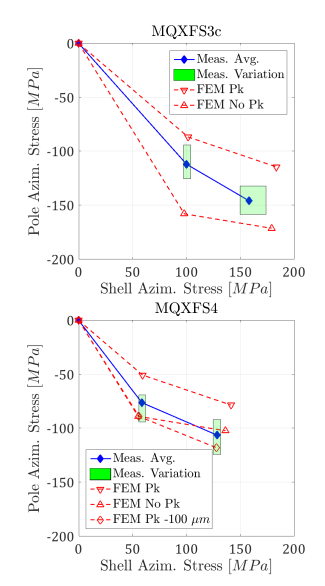 MQXFS3c
Meas. Avg.
Meas. Variation
FEM Pk
FEM No Pk
0
-50
-100
-150
-200
0 50 100 150 200
Pole Azim. Stress [MPa]
Shell Azim. Stress [MPa]
MQXFS4
0
-50
-100
-150
-200
Meas. Avg.
Meas. Variation
FEM Pk
FEM No Pk
FEM Pk -100 μm
0 50 100 150 200
Pole Azim. Stress [MPa]
Shell Azim. Stress [MPa]